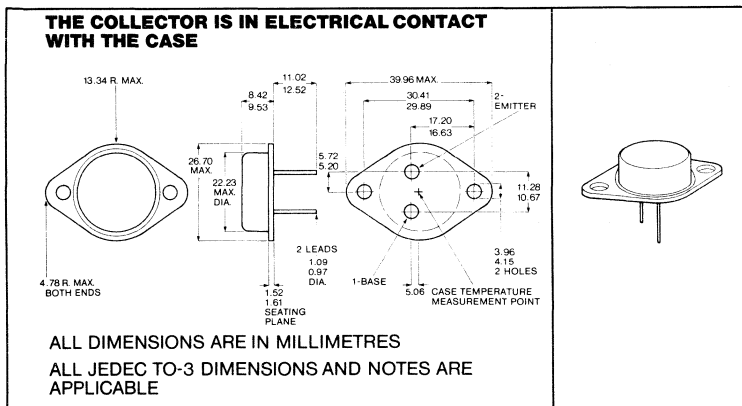 THE COLLECTOR IS IN ELECTRICAL CONTACT
WITH THE CASE
13.34 R. MAX.
8.42
9.53
11.02
12.52
39.96 MAX.
30.41
29.89
2-
EMITTER
17.20
16.63
26.70
MAX.
22.23
MAX.
DIA.
5.72
5.20
11.28
10.67
2 LEADS
1.09
0.97
DIA.
3.96
4.15
2 HOLES
4.78 R. MAX.
BOTH ENDS
1-BASE
5.06
CASE TEMPERATURE
MEASUREMENT POINT
1.52
1.61
SEATING
PLANE
ALL DIMENSIONS ARE IN MILLIMETRES
ALL JEDEC TO-3 DIMENSIONS AND NOTES ARE
APPLICABLE